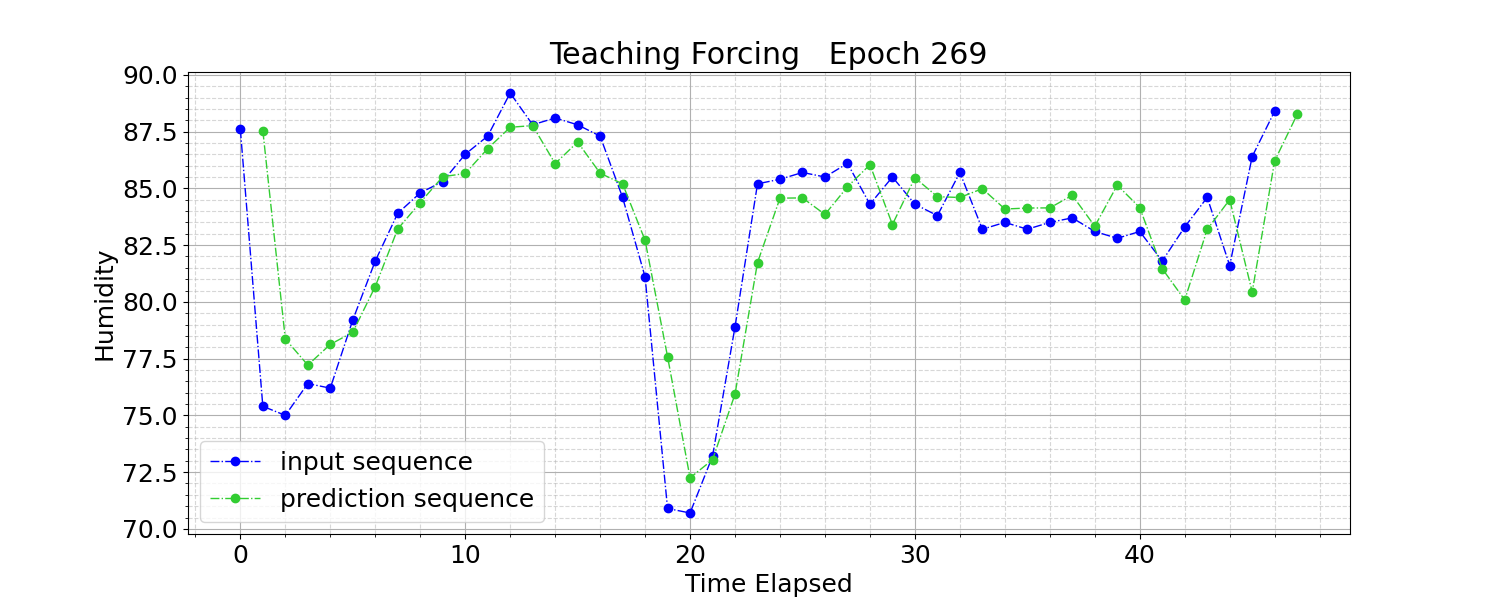 Teaching Forcing   Epoch 269
Humidity
90.0
87.5
85.0
82.5
80.0
77.5
75.0
72.5
70.0
input sequence
prediction sequence
0 10 20 30 40
Time Elapsed